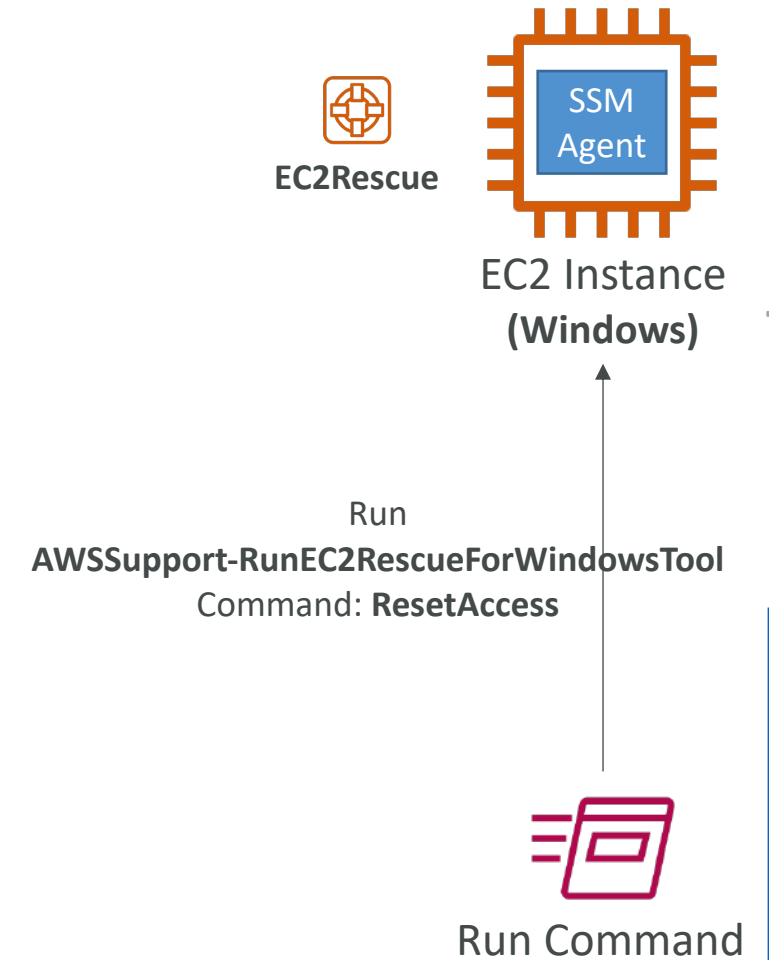 SSM
Agent
EC2Rescue
EC2 Instance
(Windows)
Run
AWSSupport-RunEC2RescueForWindowsTool
Command: ResetAccess
Run Command